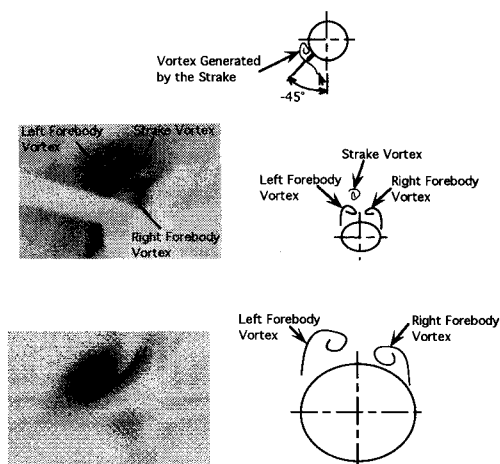 Vortex Generated
by the Strake
-45°
Left Forebody
Vortex
Strake Vortex
Right Forebody
Vortex
Strake Vortex
Left Forebody
Vortex
Right Forebody
Vortex
Left Forebody
Vortex
Right Forebody
Vortex